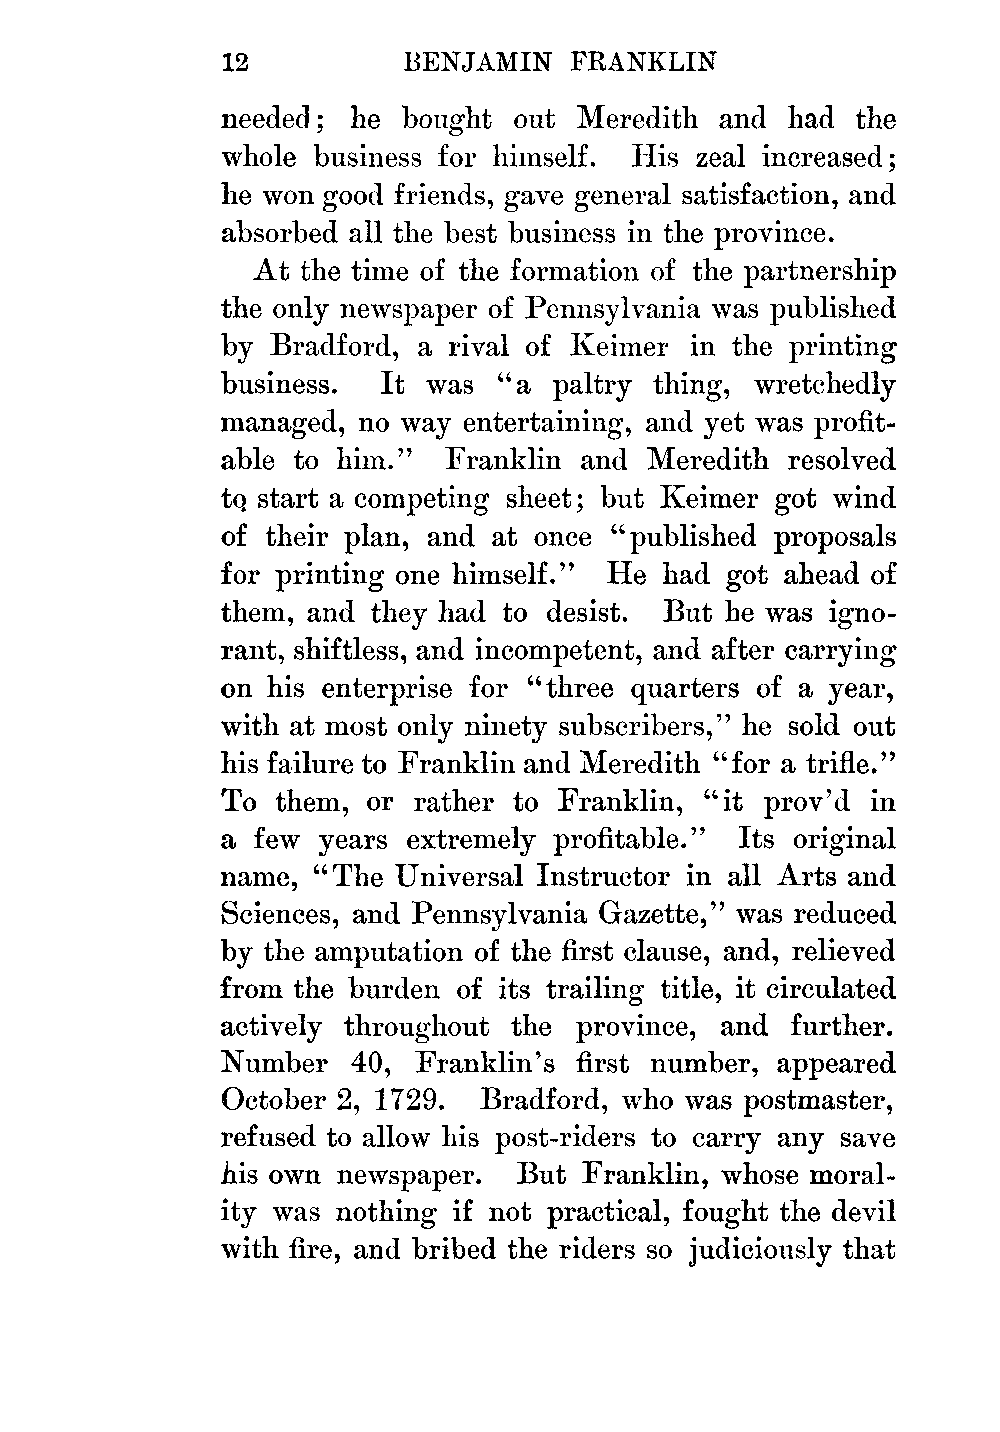 12 BENJAMIN FRANKLIN
needed; he bought out Meredith and had the
whole business for himself. His zeal increased;
he won good friends, gave general satisfaction, and
absorbed all the best business in the province.
At the time of the formation of the partnership
the only newspaper of Pennsylvania was published
by Bradford, a rival of Keimer in the printing
business. It was "a paltry thing, wretchedly
managed, no way entertaining, and yet was profit-
able to him." Franklin and Meredith resolved
to start a competing sheet; but Keimer got wind
of their plan, and at once "published proposals
for printing one himself." He had got ahead of
them, and they had to desist. But he was igno-
rant, shiftless, and incompetent, and after carrying
on his enterprise for "three quarters of a year,
with at most only ninety subscribers," he sold out
his failure to Franklin and Meredith "for a trifle."
To them, or rather to Franklin, "it prov'd in
a few years extremely profitable." Its original
name, "The Universal Instructor in all Arts and
Sciences, and Pennsylvania Gazette," was reduced
by the amputation of the first clause, and, relieved
from the burden of its trailing title, it circulated
actively throughout the province, and further.
Number 40, Franklin's first number, appeared
October 2, 1729. Bradford, who was postmaster,
refused to allow his post-riders to carry any save
his own newspaper. But Franklin, whose moral-
ity was nothing if not practical, fought the devil
with fire, and bribed the riders so judiciously that